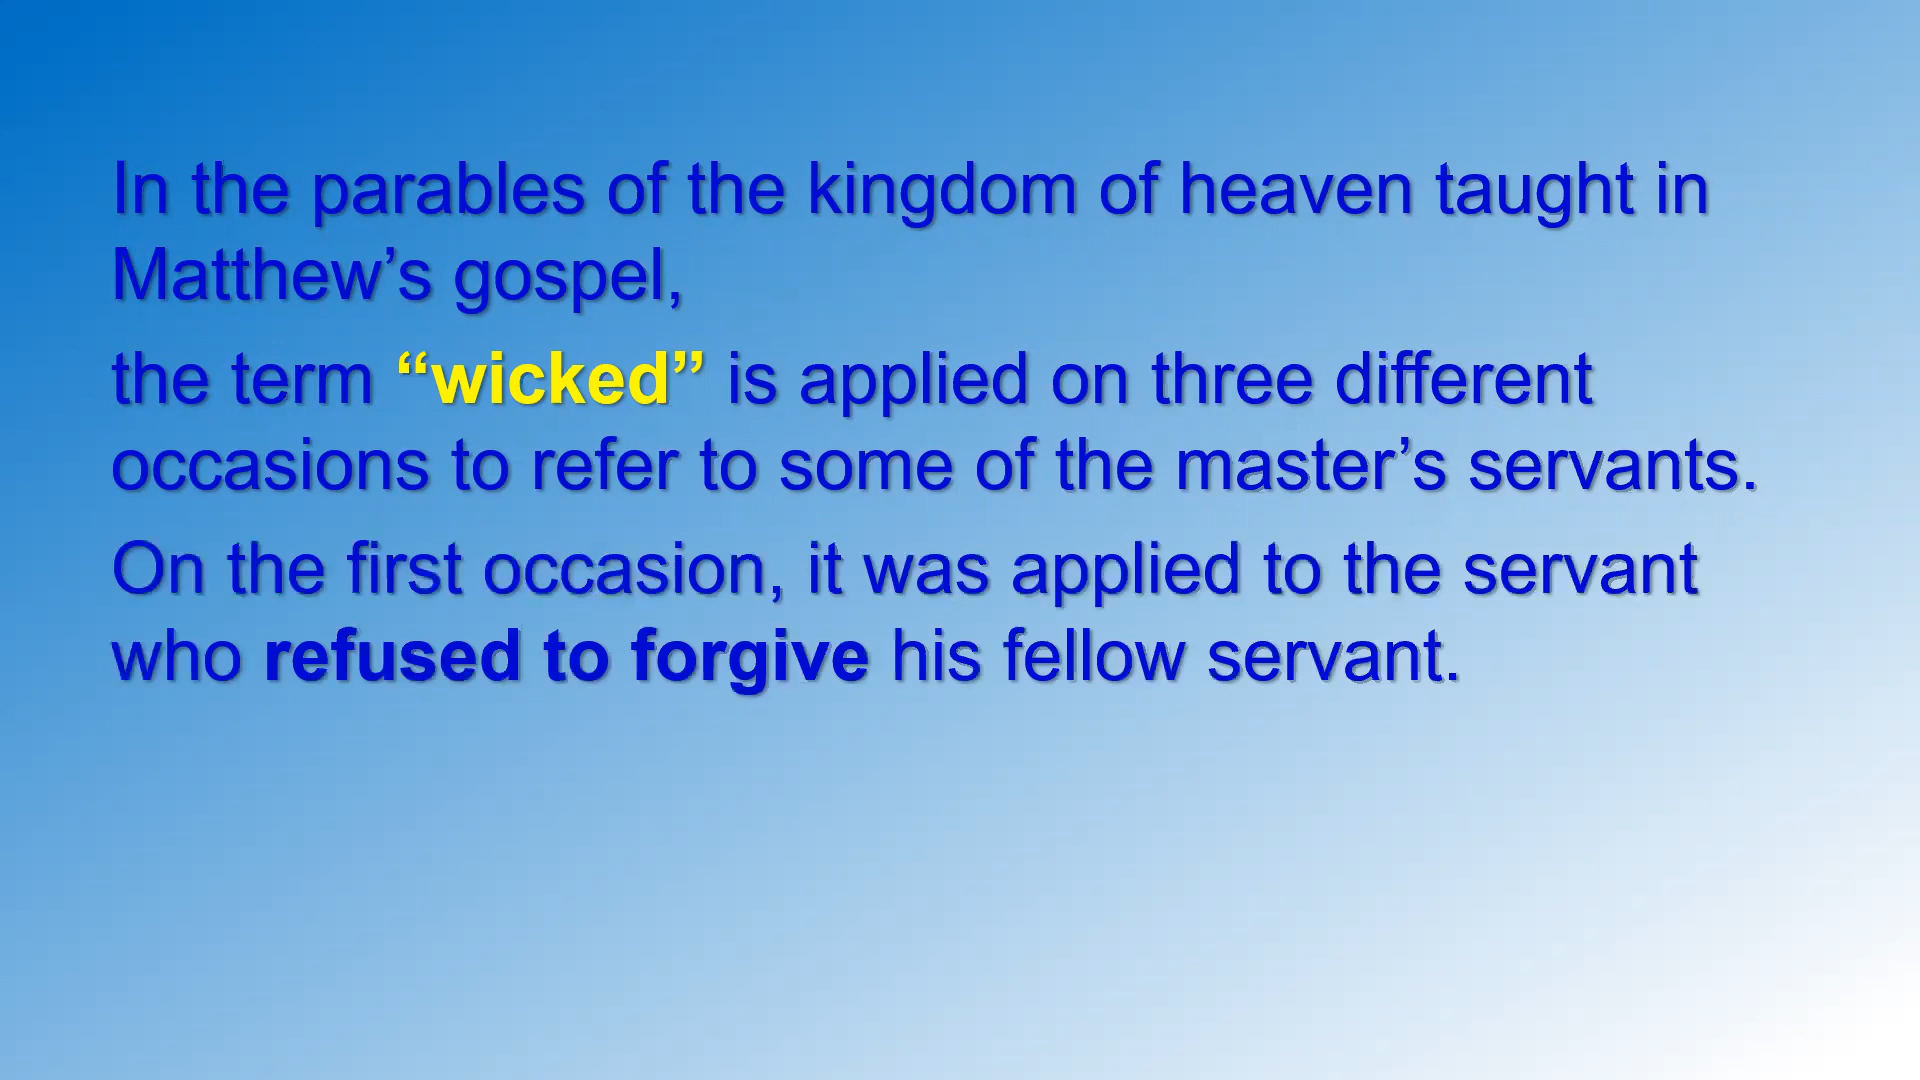 In the parables of the kingdom of heaven taught in
Matthew’s gospel,
the term “wicked” is applied on three different
occasions to refer to some of the master’s servants.
On the first occasion, it was applied to the servant
who refused to forgive his fellow servant.